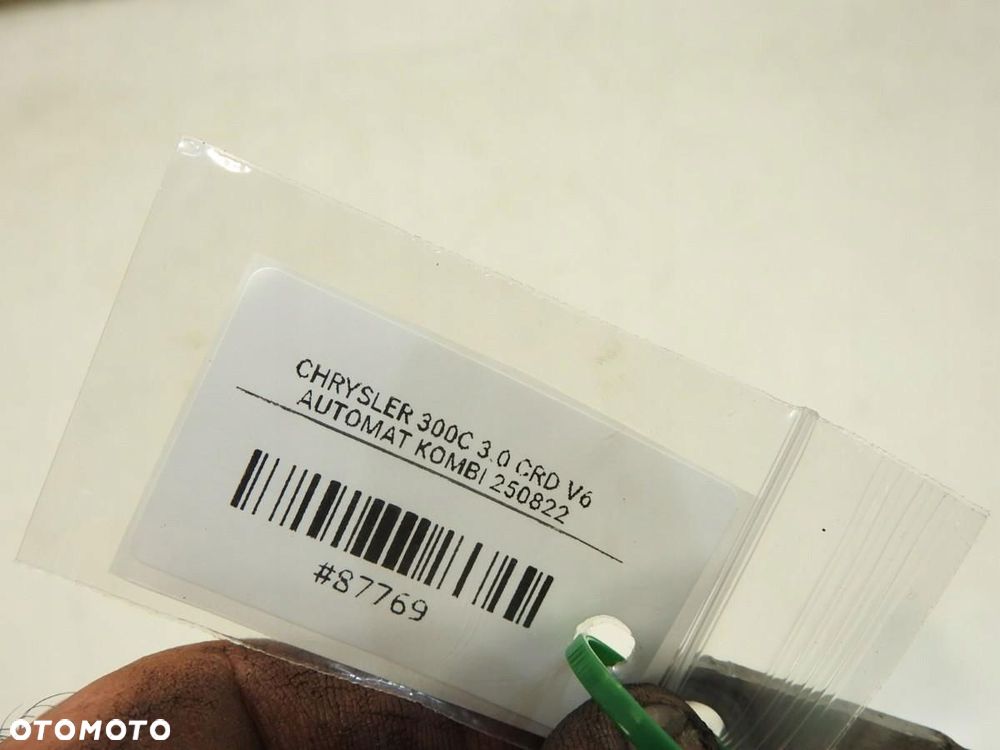 CHRYSLER 300C 3.0 CRD V6
AUTOMAT KOMBI 250822
#87769
OTOMOTO